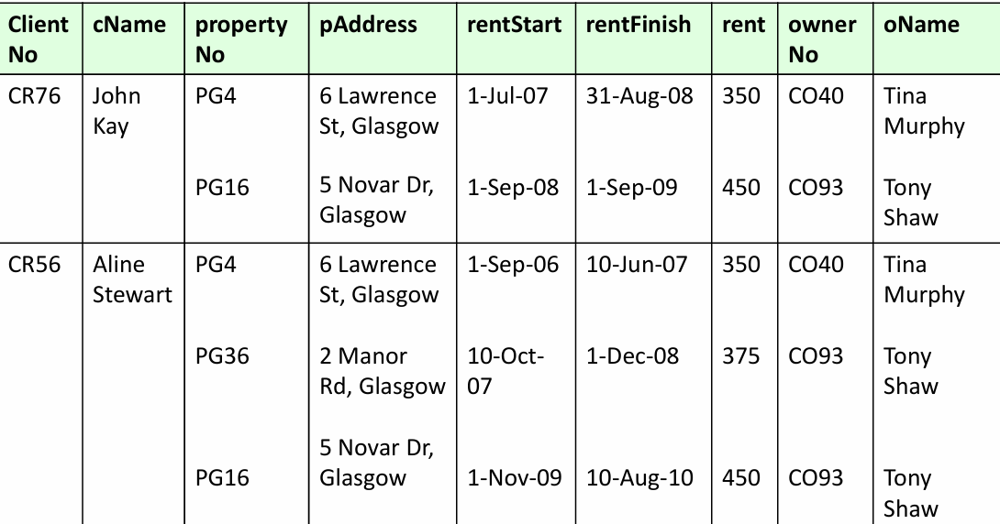 Client No cName property No pAddress rentStart rentFinish rent owner No oName
CR76 John Kay PG4 6 Lawrence St, Glasgow 1-Jul-07 31-Aug-08 350 CO40 Tina Murphy
PG16 5 Novar Dr, Glasgow 1-Sep-08 1-Sep-09 450 CO93 Tony Shaw
CR56 Aline Stewart PG4 6 Lawrence St, Glasgow 1-Sep-06 10-Jun-07 350 CO40 Tina Murphy
PG36 2 Manor Rd, Glasgow 10-Oct-07 1-Dec-08 375 CO93 Tony Shaw
PG16 5 Novar Dr, Glasgow 1-Nov-09 10-Aug-10 450 CO93 Tony Shaw